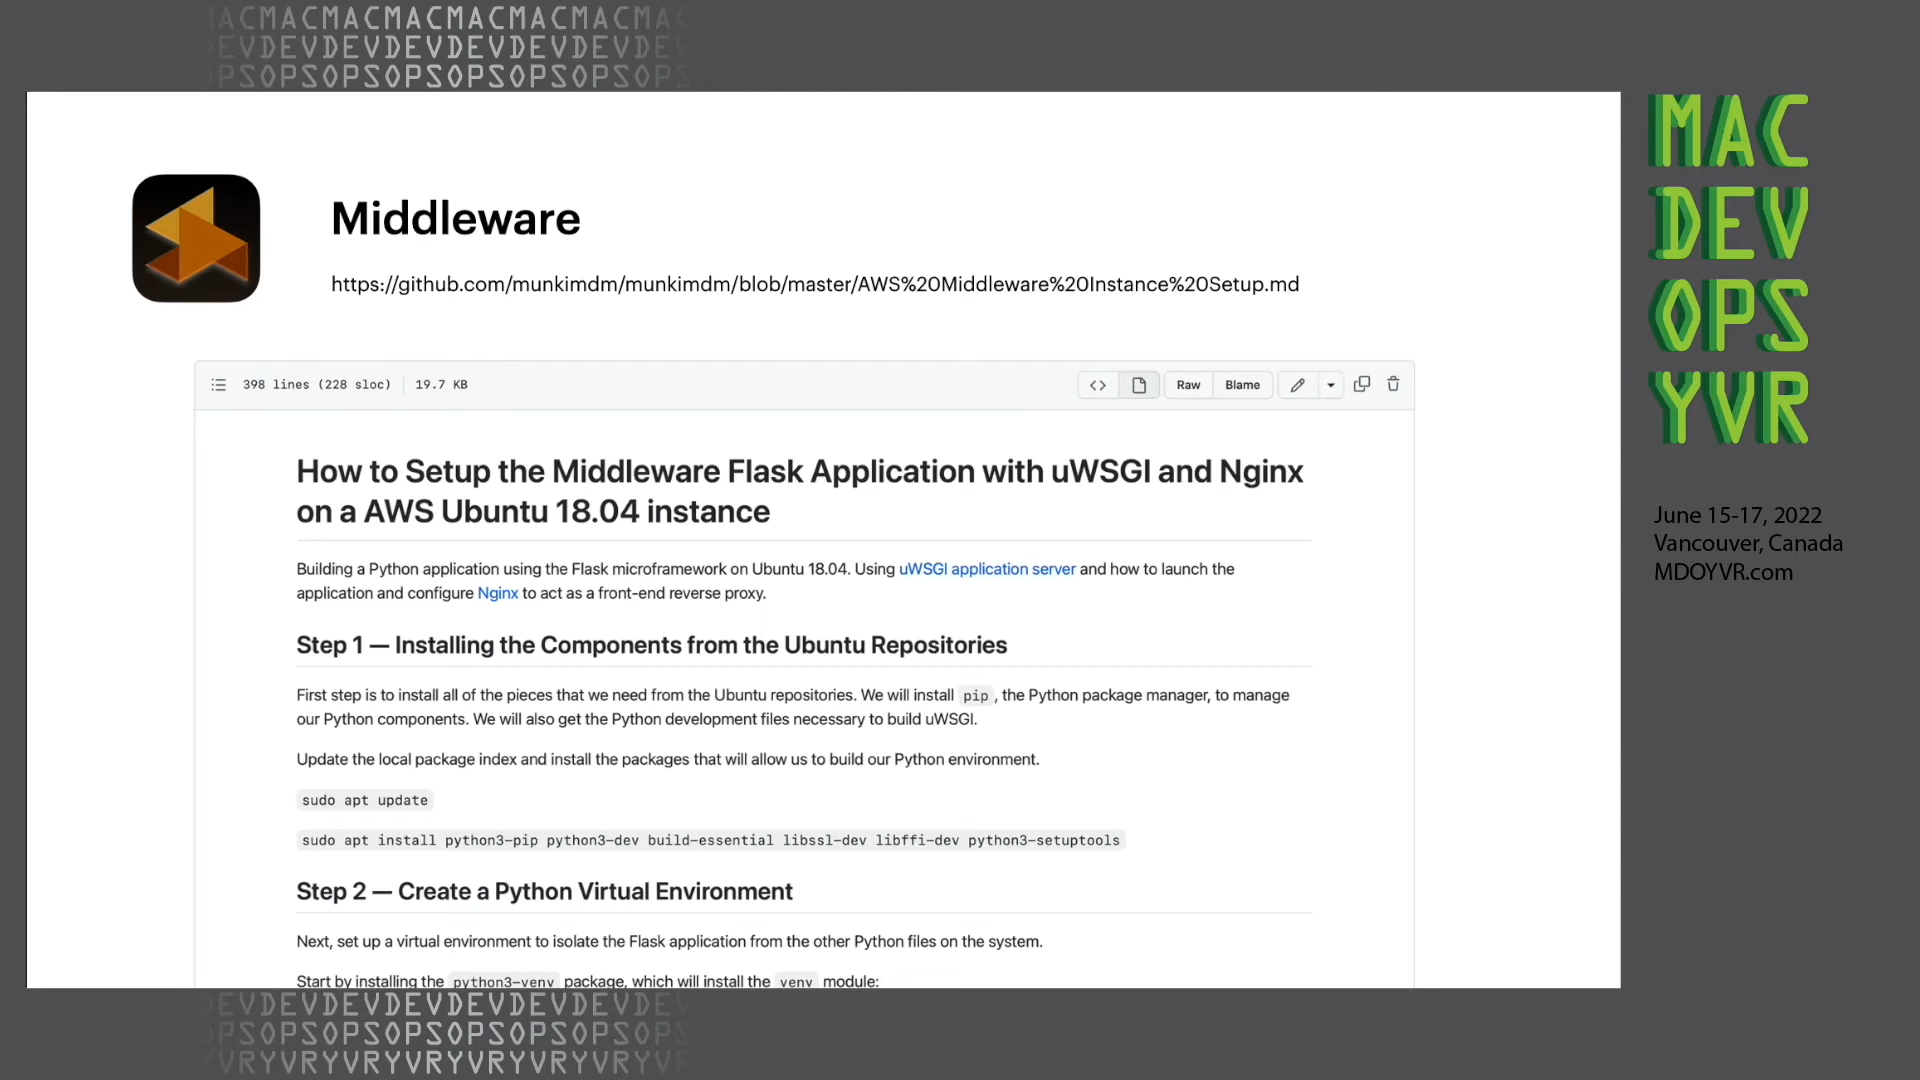 ACMACMACMACMACMACMACMAC
EVDEVDEVDEVDEVDEVDEVDE
PSOPSOPSOPSOPSOPSOPSOPS
Middleware
https://github.com/munkimdm/munkimdm/blob/master/AWS%20Middleware%20Instance%20Setup.md
398 lines (228 sloc) 19.7 KB
<> Raw Blame
How to Setup the Middleware Flask Application with uWSGI and Nginx
on a AWS Ubuntu 18.04 instance
Building a Python application using the Flask microframework on Ubuntu 18.04. Using uWSGI application server and how to launch the
application and configure Nginx to act as a front-end reverse proxy.
Step 1 — Installing the Components from the Ubuntu Repositories
First step is to install all of the pieces that we need from the Ubuntu repositories. We will install pip, the Python package manager, to manage
our Python components. We will also get the Python development files necessary to build uWSGI.
Update the local package index and install the packages that will allow us to build our Python environment.
sudo apt update
sudo apt install python3-pip python3-dev build-essential libssl-dev libffi-dev python3-setuptools
Step 2 — Create a Python Virtual Environment
Next, set up a virtual environment to isolate the Flask application from the other Python files on the system.
Start by installing the python3-venv package, which will install the venv module:
MAC
DEV
OPS
YVR
June 15-17, 2022
Vancouver, Canada
MDOYVR.com
EVDEVDEVDEVDEVDEVDEVDE
PSOPSOPSOPSOPSOPSOPSOPS
VRYVRYVRYVRYVRYVRYVRYVR